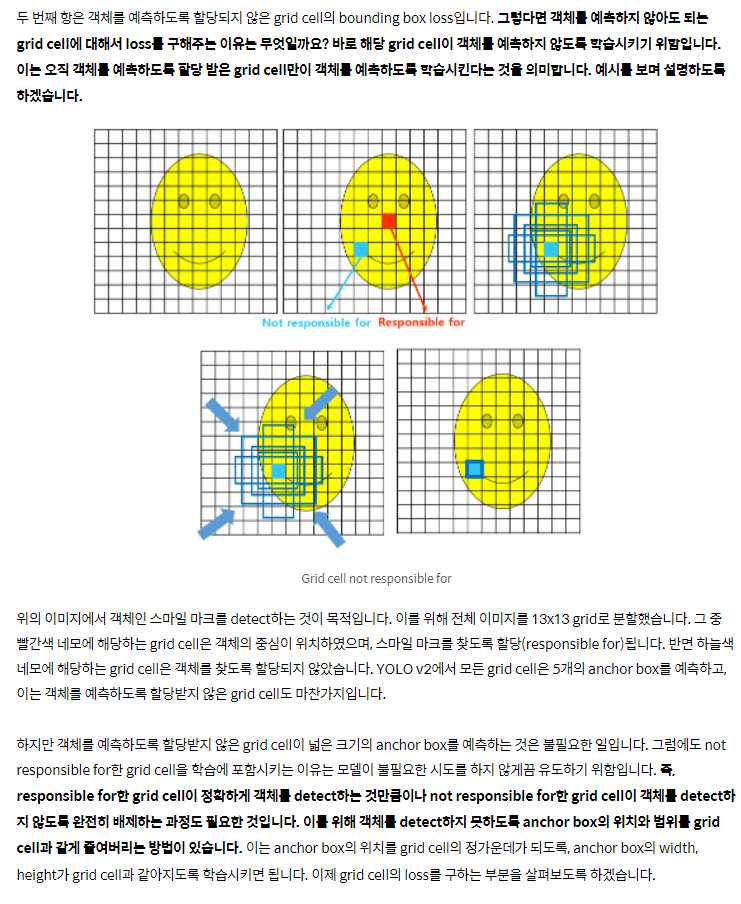 두 번째 항은 객체를 예측하도록 할당되지 않은 grid cell의 bounding box loss입니다. 그렇다면 객체를 예측하지 않아도 되는
grid cell에 대해서 loss를 구해주는 이유는 무엇일까요? 바로 해당 grid cell이 객체를 예측하지 않도록 학습시키기 위함입니다.
이는 오직 객체를 예측하도록 할당 받은 grid cell만이 객체를 예측하도록 학습시킨다는 것을 의미합니다. 예시를 보며 설명하도록
하겠습니다.
Not responsible for Responsible for
Grid cell not responsible for
위의 이미지에서 객체인 스마일 마크를 detect하는 것이 목적입니다. 이를 위해 전체 이미지를 13x13 grid로 분할했습니다. 그 중
빨간색 네모에 해당하는 grid cell은 객체의 중심이 위치하였으며, 스마일 마크를 찾도록 할당(responsible for)됩니다. 반면 하늘색
네모에 해당하는 grid cell은 객체를 찾도록 할당되지 않았습니다. YOLO v2에서 모든 grid cell은 5개의 anchor box를 예측하고,
이는 객체를 예측하도록 할당받지 않은 grid cell도 마찬가지입니다.
하지만 객체를 예측하도록 할당받지 않은 grid cell이 넓은 크기의 anchor box를 예측하는 것은 불필요한 일입니다. 그럼에도 not
responsible for한 grid cell을 학습에 포함시키는 이유는 모델이 불필요한 시도를 하지 않게끔 유도하기 위함입니다. 즉,
responsible for한 grid cell이 정확하게 객체를 detect하는 것만큼이나 not responsible for한 grid cell이 객체를 detect하
지 않도록 완전히 배제하는 과정도 필요한 것입니다. 이를 위해 객체를 detect하지 못하도록 anchor box의 위치와 범위를 grid
cell과 같게 줄여버리는 방법이 있습니다. 이는 anchor box의 위치를 grid cell의 정가운데가 되도록, anchor box의 width,
height가 grid cell과 같아지도록 학습시키면 됩니다. 이제 grid cell의 loss를 구하는 부분을 살펴보도록 하겠습니다.